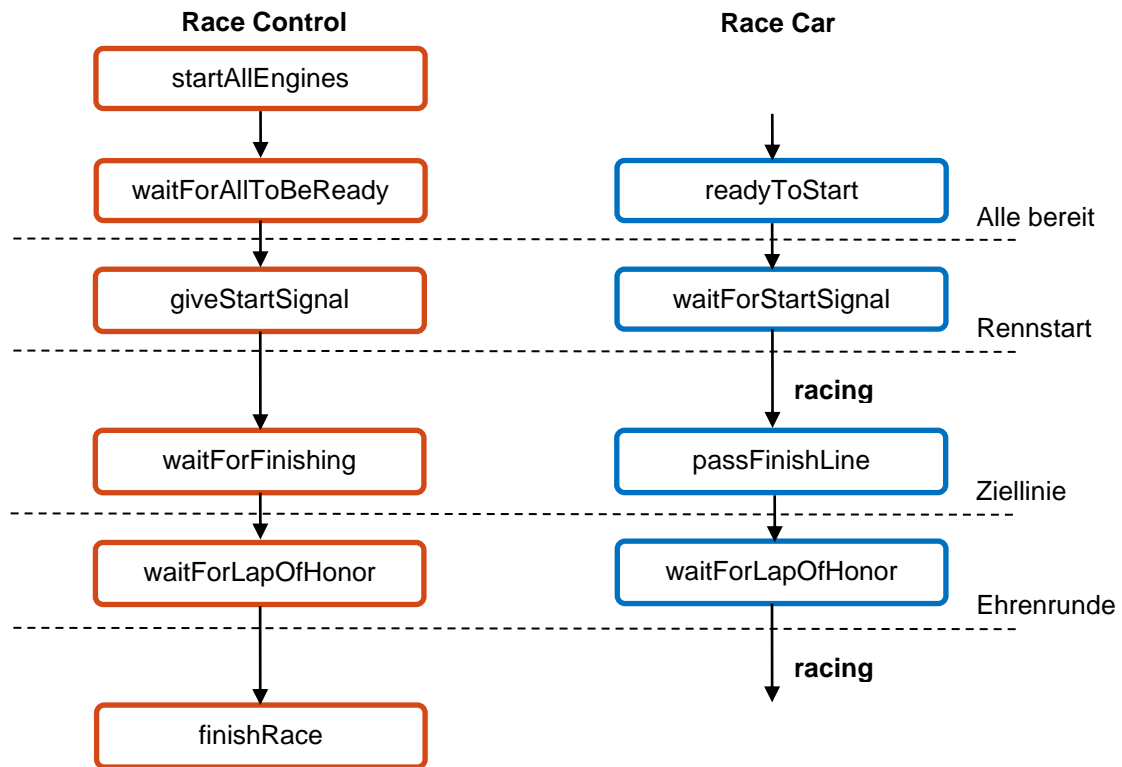 Race Control
Race Car
startAllEngines
waitForAllToBeReady
readyToStart
Alle bereit
giveStartSignal
waitForStartSignal
Rennstart
racing
waitForFinishing
passFinishLine
Ziellinie
waitForLapOfHonor
waitForLapOfHonor
Ehrenrunde
racing
finishRace